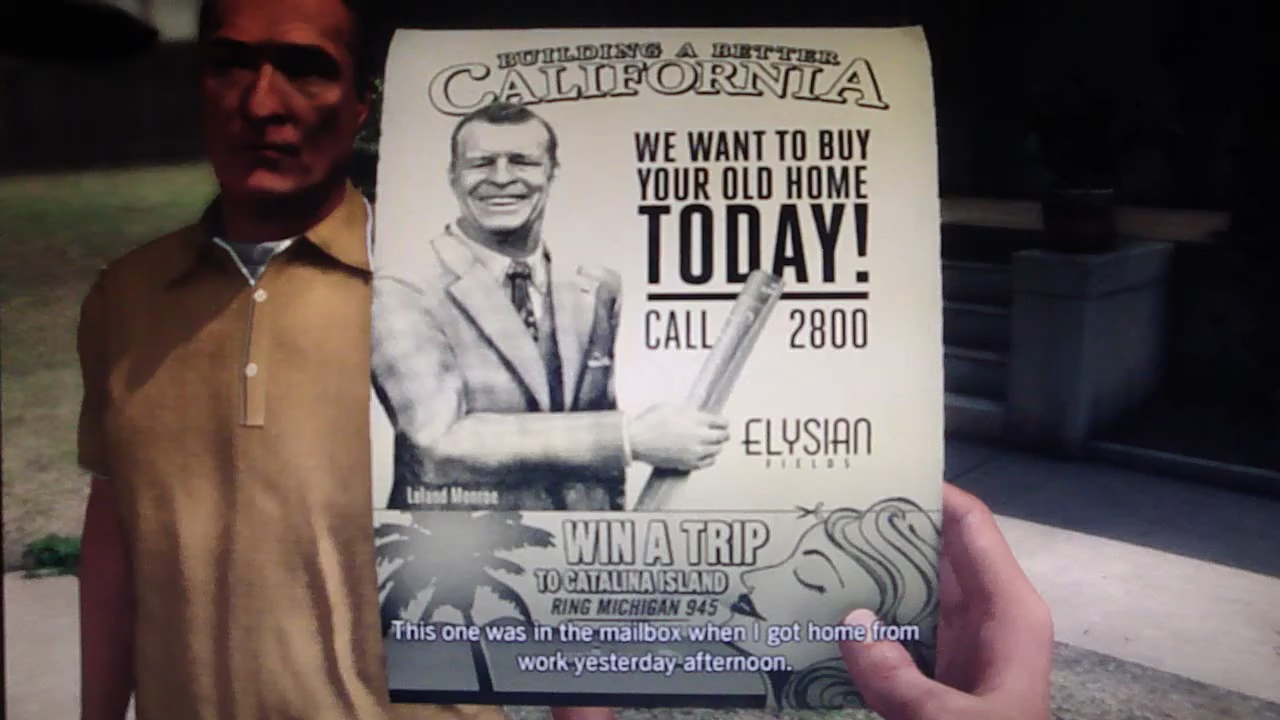 BUILDING A BETTER
CALIFORNIA
WE WANT TO BUY
YOUR OLD HOME
TODAY!
CALL 2800
ELYSIAN
FIELDS
Leland Monroe
WIN A TRIP
TO CATALINA ISLAND
RING MICHIGAN 945
This one was in the mailbox when I got home from
work yesterday afternoon.